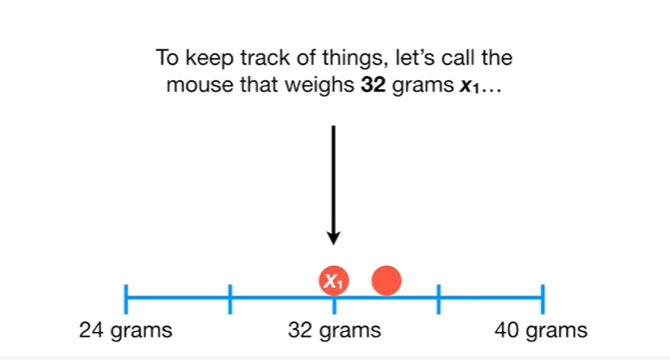 To keep track of things, let’s call the
mouse that weighs 32 grams x₁…
X₁
24 grams 32 grams 40 grams